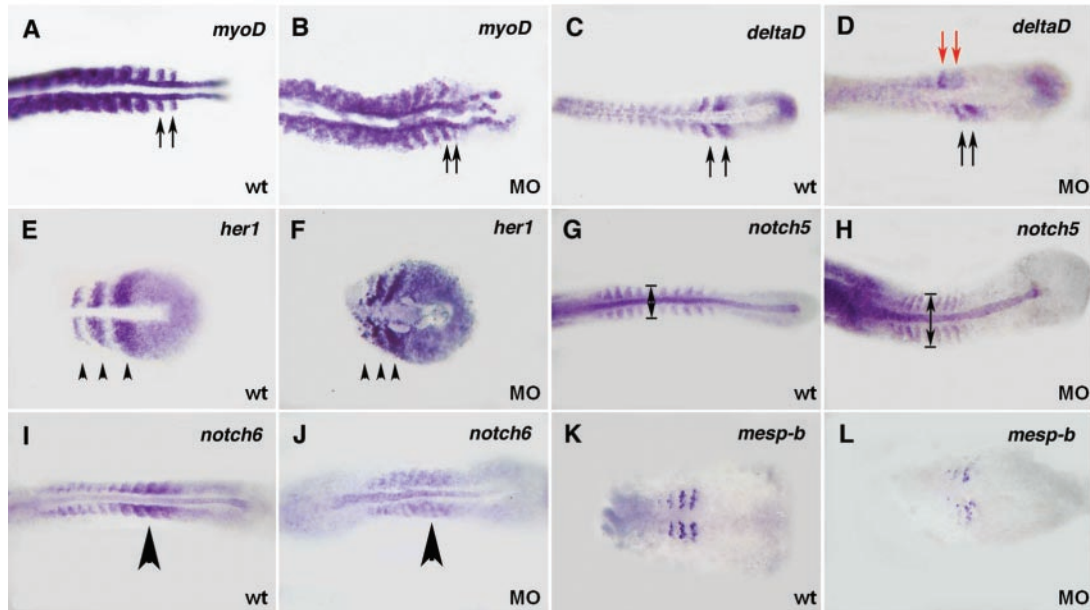 A myoD wt
B myoD MO
C deltaD wt
D deltaD MO
E her1 wt
F her1 MO
G notch5 wt
H notch5 MO
I notch6 wt
J notch6 MO
K mesp-b wt
L mesp-b MO